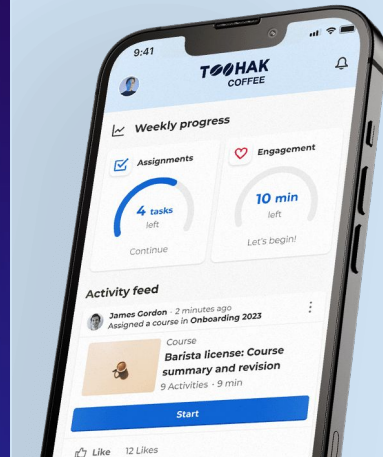 9:41
TOOHAK
COFFEE
Weekly progress
Assignments
Engagement
4 tasks
left
10 min
left
Continue
Let's begin!
Activity feed
James Gordon · 2 minutes ago
Assigned a course in Onboarding 2023
Course
Barista license: Course
summary and revision
9 Activities · 9 min
Start
Like 12 Likes